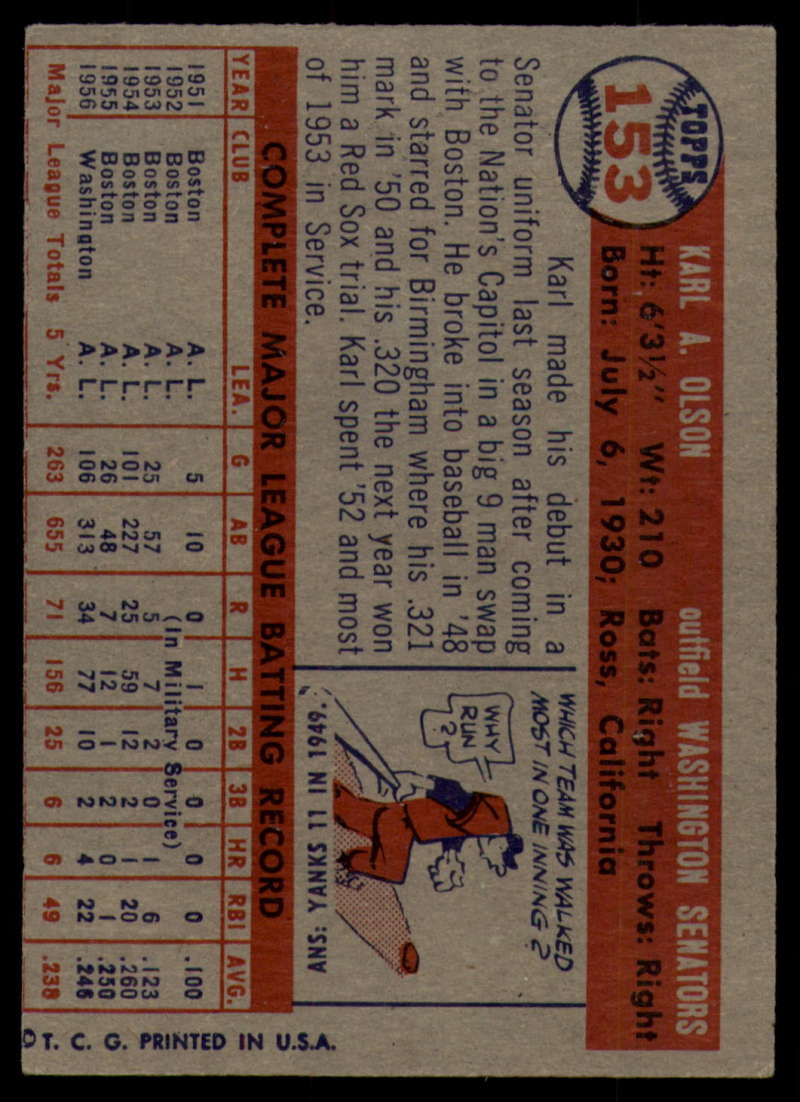 TOPPS
153
KARL A. OLSON outfield WASHINGTON SENATORS
Ht: 6'3½" Wt: 210 Bats: Right Throws: Right
Born: July 6, 1930; Ross, California
Karl made his debut in a
Senator uniform last season after coming
to the Nation's Capitol in a big 9 man swap
with Boston. He broke into baseball in '48
and starred for Birmingham where his .321
mark in '50 and his .320 the next year won
him a Red Sox trial. Karl spent '52 and most
of 1953 in Service.
WHICH TEAM WAS WALKED
MOST IN ONE INNING?
WHY
RUN
?
ANS: YANKS 11 IN 1949.
COMPLETE MAJOR LEAGUE BATTING RECORD
YEAR CLUB LEA. G AB R H 2B 3B HR RBI AVG.
1951 Boston A. L. 5 10 0 1 0 0 0 0 .100
1952 Boston A. L. (In Military Service)
1953 Boston A. L. 25 57 5 7 2 0 1 6 .123
1954 Boston A. L. 101 227 25 59 12 2 1 20 .260
1955 Boston A. L. 26 48 7 12 1 2 0 1 .250
1956 Washington A. L. 106 313 34 77 10 2 4 22 .246
Major League Totals 5 Yrs. 263 655 71 156 25 6 6 49 .238
© T. C. G. PRINTED IN U.S.A.